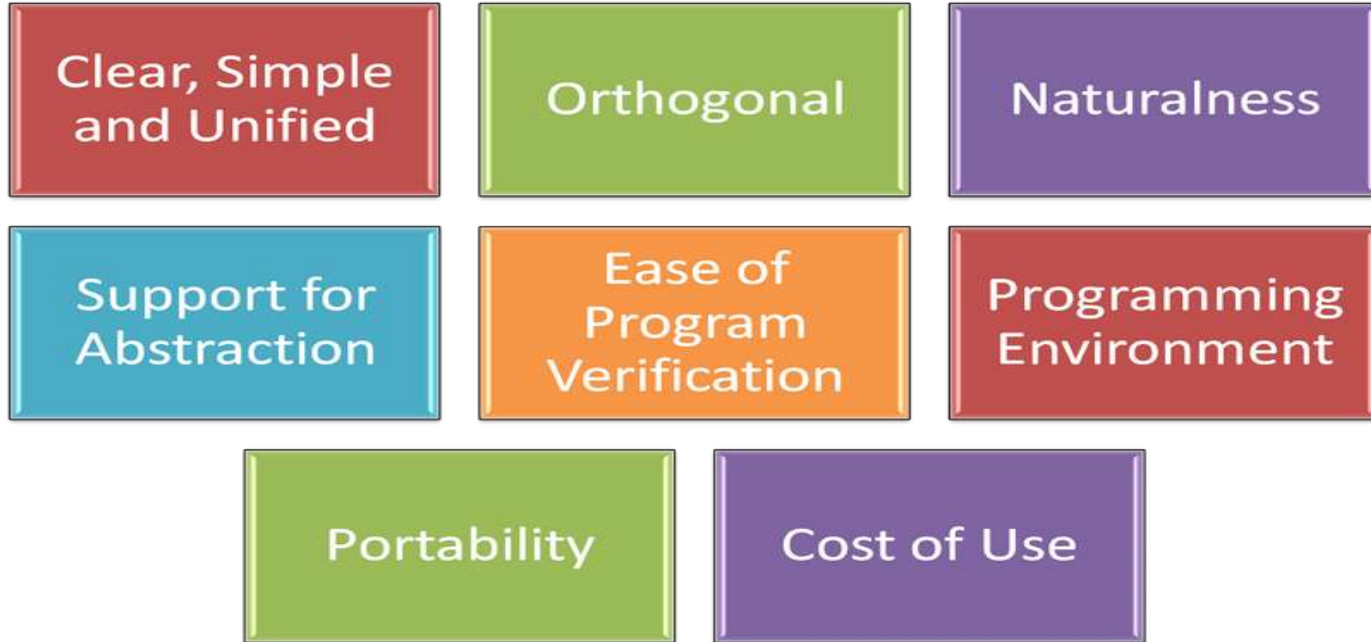 Clear, Simple
and Unified
Orthogonal
Naturalness
Support for
Abstraction
Ease of
Program
Verification
Programming
Environment
Portability
Cost of Use